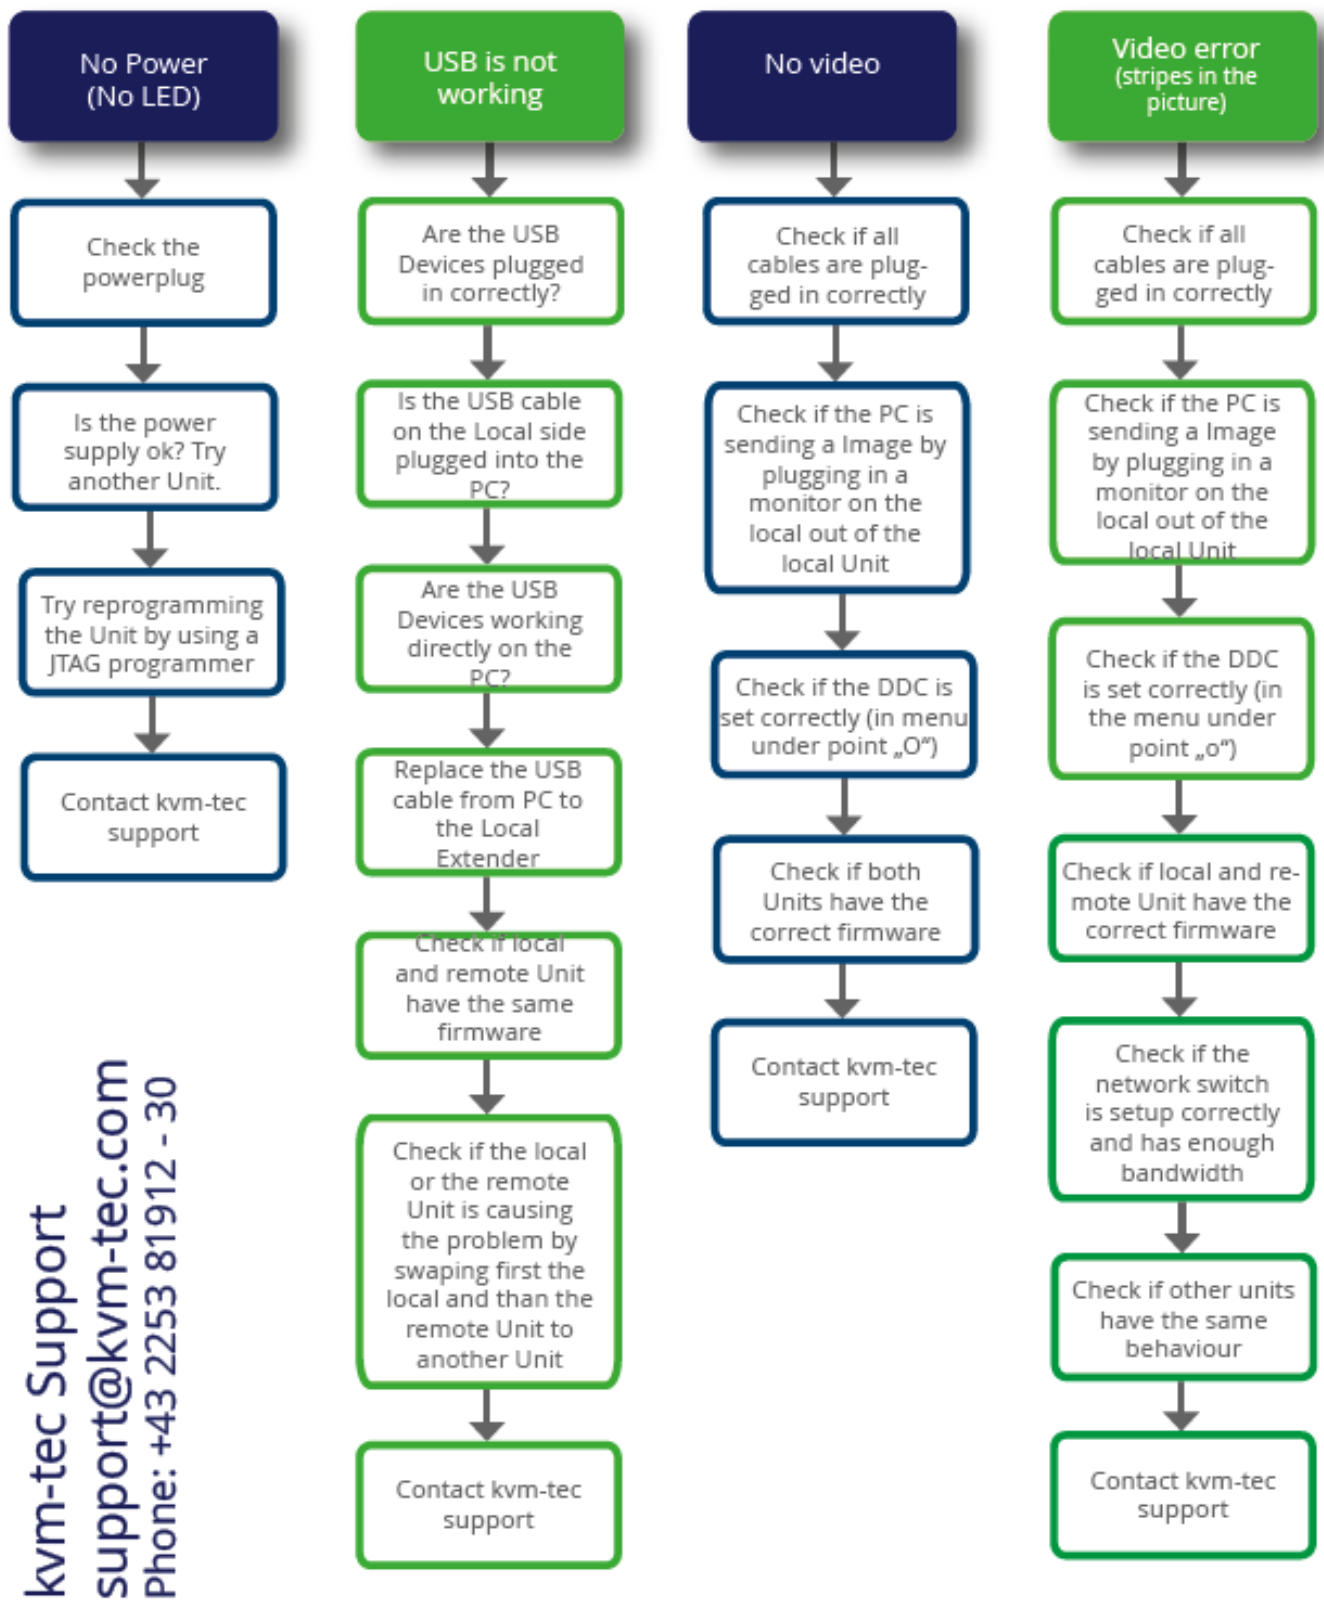 No Power
(No LED)
Check the
powerplug
Is the power
supply ok? Try
another Unit.
Try reprogramming
the Unit by using a
JTAG programmer
Contact kvm-tec
support
USB is not
working
Are the USB
Devices plugged
in correctly?
Is the USB cable
on the Local side
plugged into the
PC?
Are the USB
Devices working
directly on the
PC?
Replace the USB
cable from PC to
the Local
Extender
Check if local
and remote Unit
have the same
firmware
Check if the local
or the remote
Unit is causing
the problem by
swaping first the
local and than the
remote Unit to
another Unit
Contact kvm-tec
support
No video
Check if all
cables are plug-
ged in correctly
Check if the PC is
sending a Image by
plugging in a
monitor on the
local out of the
local Unit
Check if the DDC is
set correctly (in menu
under point „O“)
Check if both
Units have the
correct firmware
Contact kvm-tec
support
Video error
(stripes in the
picture)
Check if all
cables are plug-
ged in correctly
Check if the PC is
sending a Image
by plugging in a
monitor on the
local out of the
local Unit
Check if the DDC
is set correctly (in
the menu under
point „o“)
Check if local and re-
mote Unit have the
correct firmware
Check if the
network switch
is setup correctly
and has enough
bandwidth
Check if other units
have the same
behaviour
Contact kvm-tec
support
kvm-tec Support
support@kvm-tec.com
Phone: +43 2253 81912 - 30